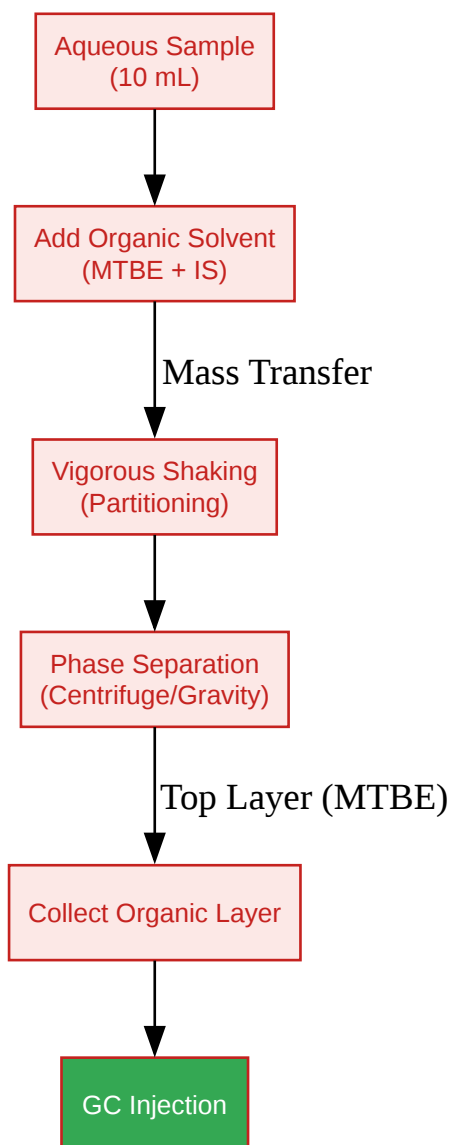 Aqueous Sample
(10 mL)
Add Organic Solvent
(MTBE + IS)
Mass Transfer
Vigorous Shaking
(Partitioning)
Phase Separation
(Centrifuge/Gravity)
Top Layer (MTBE)
Collect Organic Layer
GC Injection